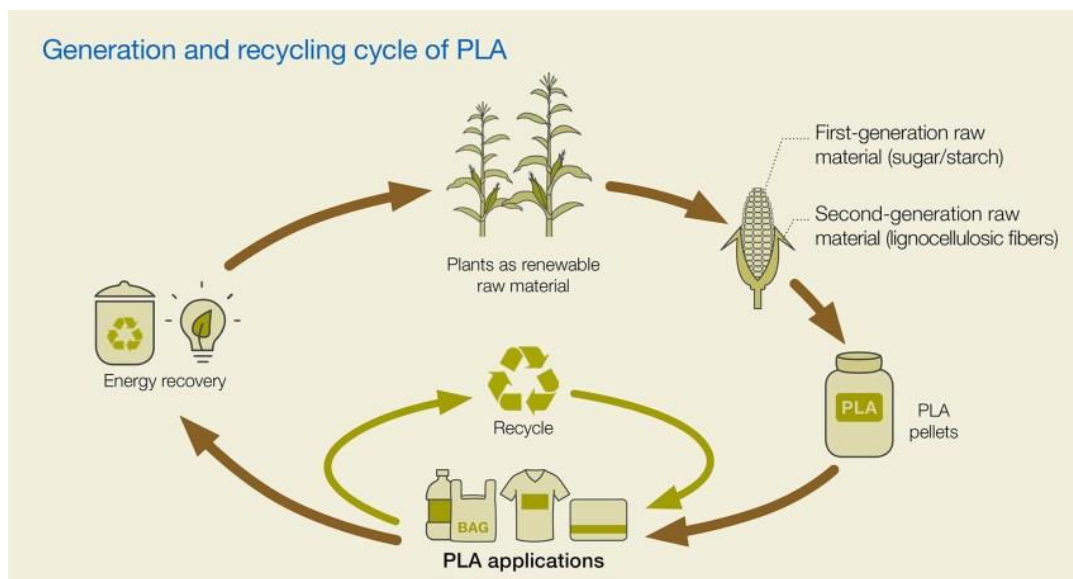 Generation and recycling cycle of PLA
First-generation raw
material (sugar/starch)
Second-generation raw
material (lignocellulosic fibers)
Plants as renewable
raw material
Energy recovery
Recycle
PLA
PLA
pellets
BAG
PLA applications